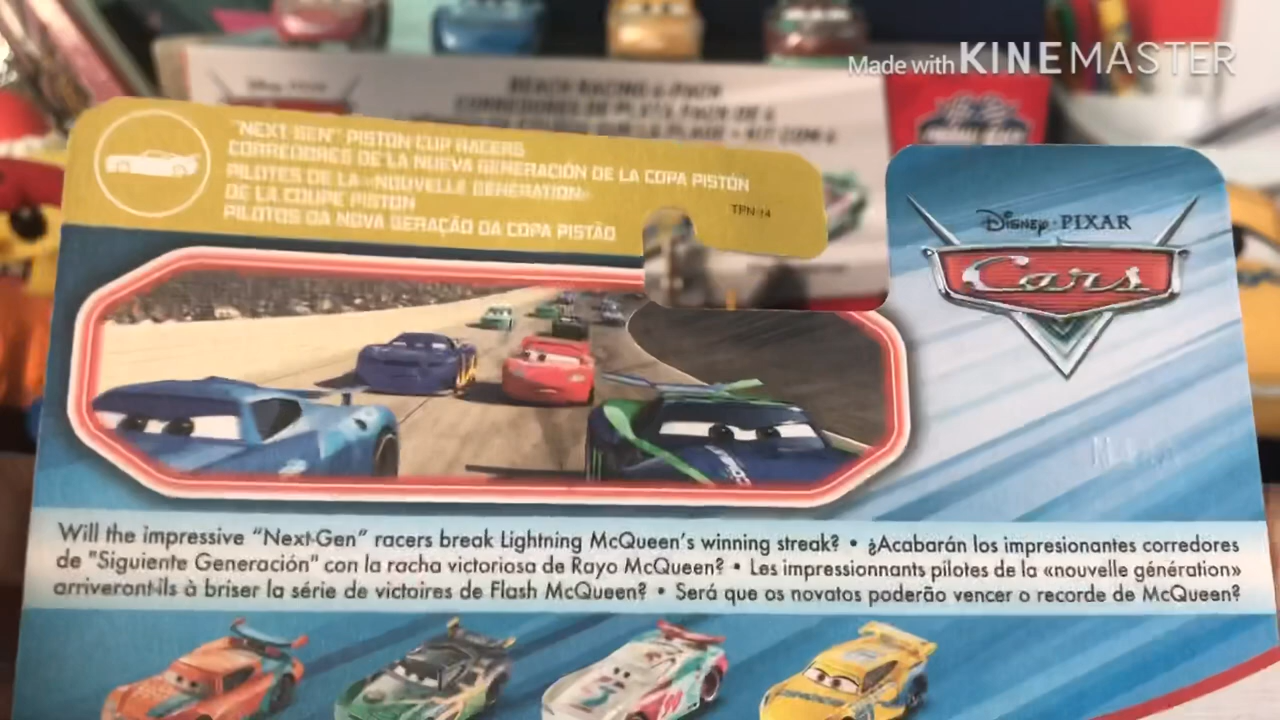 Made with KINEMASTER
BEACH RACING 6-PACK
"NEXT-GEN" PISTON CUP RACERS
CORREDORES DE LA NUEVA GENERACIÓN DE LA COPA PISTÓN
PILOTES DE LA «NOUVELLE GÉNÉRATION»
DE LA COUPE PISTON
PILOTOS DA NOVA GERAÇÃO DA COPA PISTÃO
Disney·PIXAR
Cars
Will the impressive "Next-Gen" racers break Lightning McQueen's winning streak? • ¿Acabarán los impresionantes corredores
de "Siguiente Generación" con la racha victoriosa de Rayo McQueen? • Les impressionnants pilotes de la «nouvelle génération»
arriveront-ils à briser la série de victoires de Flash McQueen? • Será que os novatos poderão vencer o recorde de McQueen?